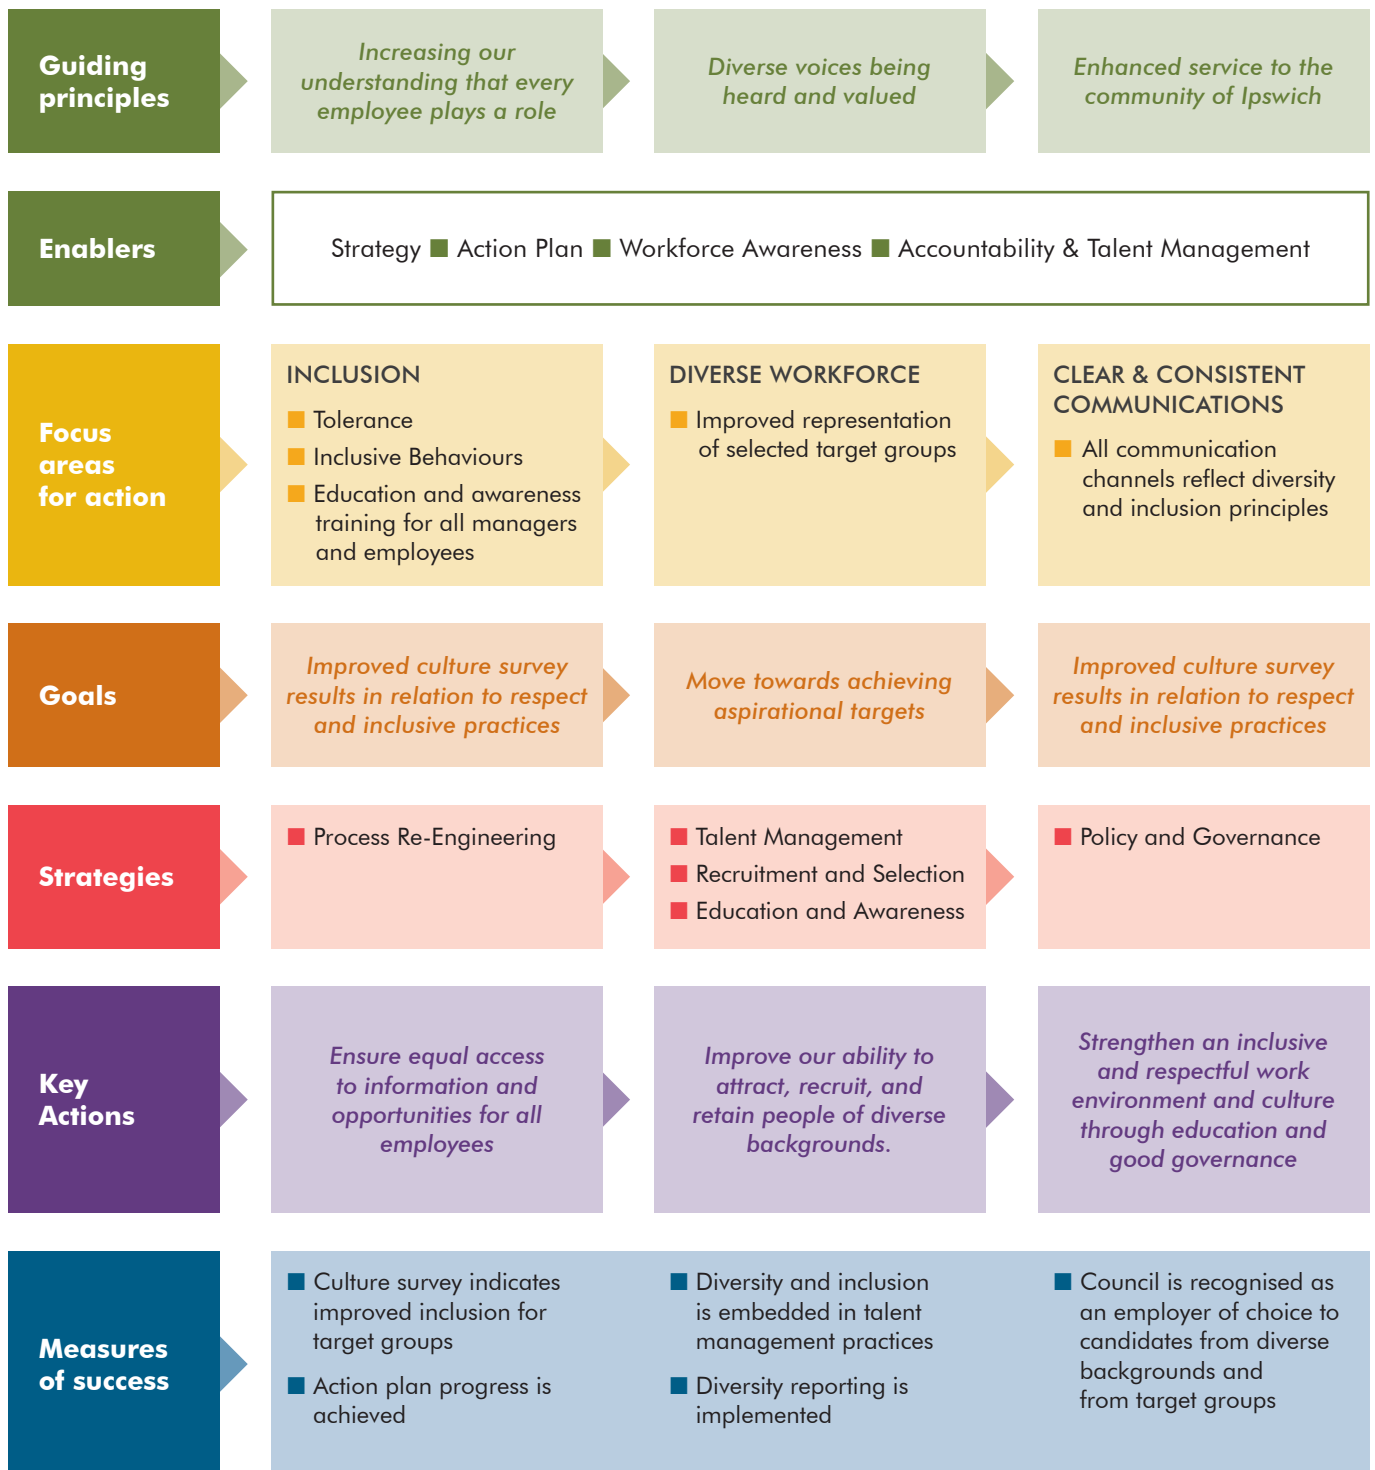 Guiding
principles
Increasing our
understanding that every
employee plays a role
Diverse voices being
heard and valued
Enhanced service to the
community of Ipswich
Enablers
Strategy ■ Action Plan ■ Workforce Awareness ■ Accountability & Talent Management
Focus
areas
for action
INCLUSION
■ Tolerance
■ Inclusive Behaviours
■ Education and awareness
training for all managers
and employees
DIVERSE WORKFORCE
■ Improved representation
of selected target groups
CLEAR & CONSISTENT
COMMUNICATIONS
■ All communication
channels reflect diversity
and inclusion principles
Goals
Improved culture survey
results in relation to respect
and inclusive practices
Move towards achieving
aspirational targets
Improved culture survey
results in relation to respect
and inclusive practices
Strategies
■ Process Re-Engineering
■ Talent Management
■ Recruitment and Selection
■ Education and Awareness
■ Policy and Governance
Key
Actions
Ensure equal access
to information and
opportunities for all
employees
Improve our ability to
attract, recruit, and
retain people of diverse
backgrounds.
Strengthen an inclusive
and respectful work
environment and culture
through education and
good governance
Measures
of success
■ Culture survey indicates
improved inclusion for
target groups
■ Action plan progress is
achieved
■ Diversity and inclusion
is embedded in talent
management practices
■ Diversity reporting is
implemented
■ Council is recognised as
an employer of choice to
candidates from diverse
backgrounds and
from target groups